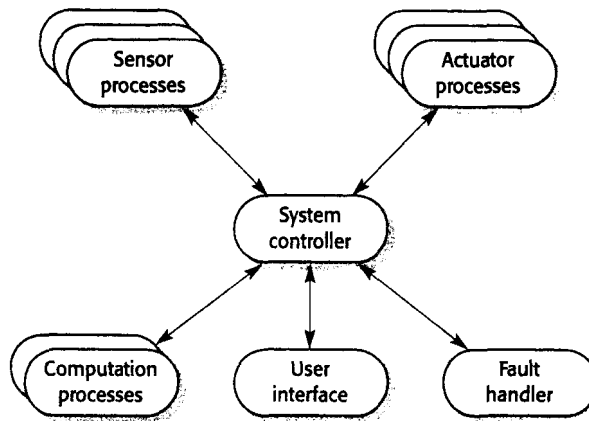 Sensor
processes
Actuator
processes
System
controller
Computation
processes
User
interface
Fault
handler